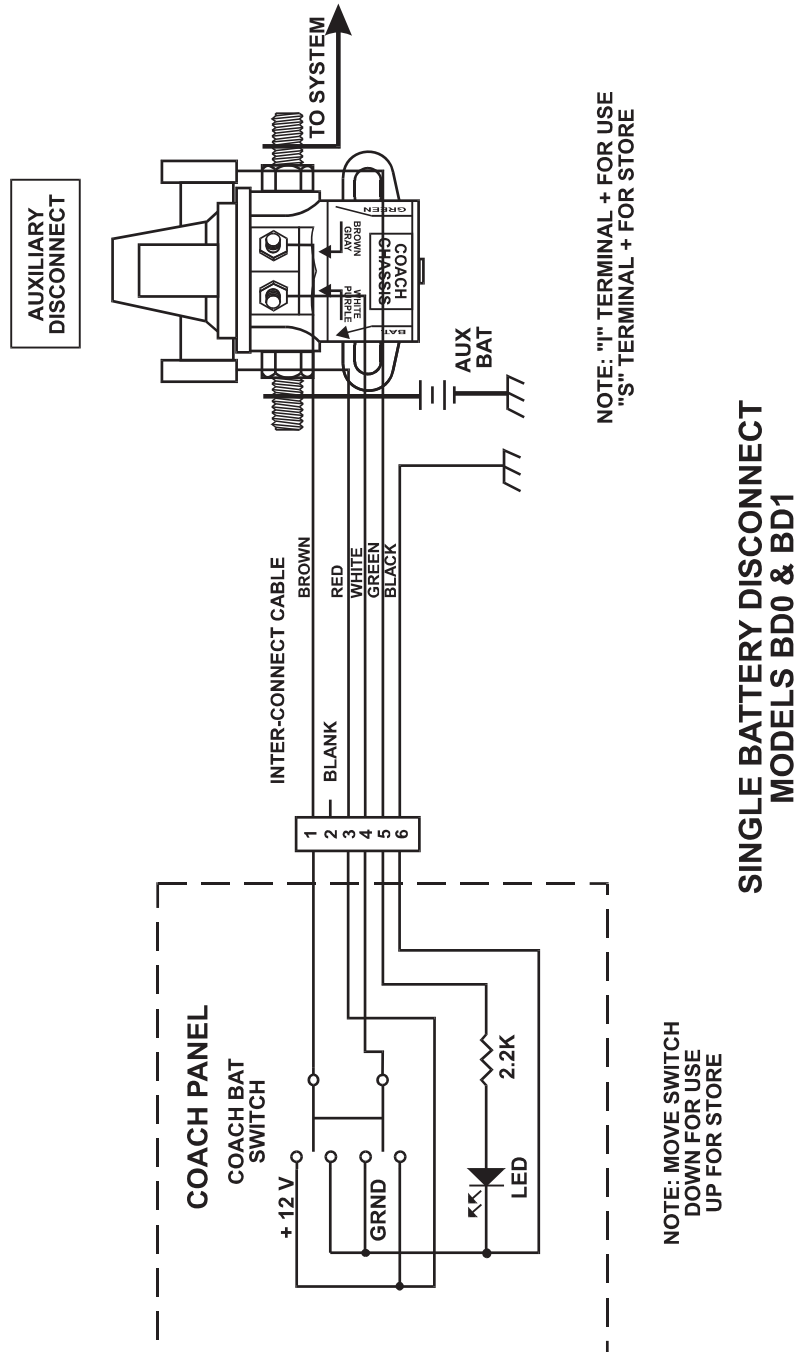 AUXILIARY
DISCONNECT
TO SYSTEM
GREEN
BROWN
GRAY
COACH
CHASSIS
WHITE
PURPLE
BAT.
AUX
BAT
NOTE: "I" TERMINAL + FOR USE
"S" TERMINAL + FOR STORE
INTER-CONNECT CABLE
BROWN
BLANK
RED
WHITE
GREEN
BLACK
1
2
3
4
5
6
COACH PANEL
COACH BAT
SWITCH
+ 12 V
GRND
2.2K
LED
NOTE: MOVE SWITCH
DOWN FOR USE
UP FOR STORE
SINGLE BATTERY DISCONNECT
MODELS BD0 & BD1